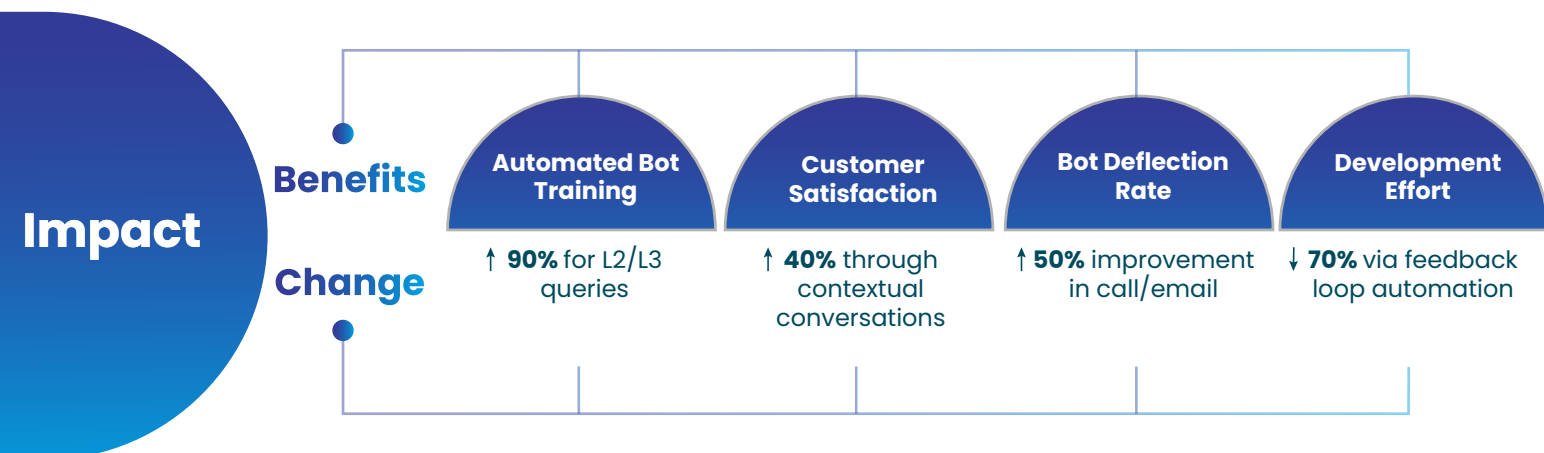 Impact
Benefits
Change
Automated Bot
Training
↑ 90% for L2/L3
queries
Customer
Satisfaction
↑ 40% through
contextual
conversations
Bot Deflection
Rate
↑ 50% improvement
in call/email
Development
Effort
↓ 70% via feedback
loop automation